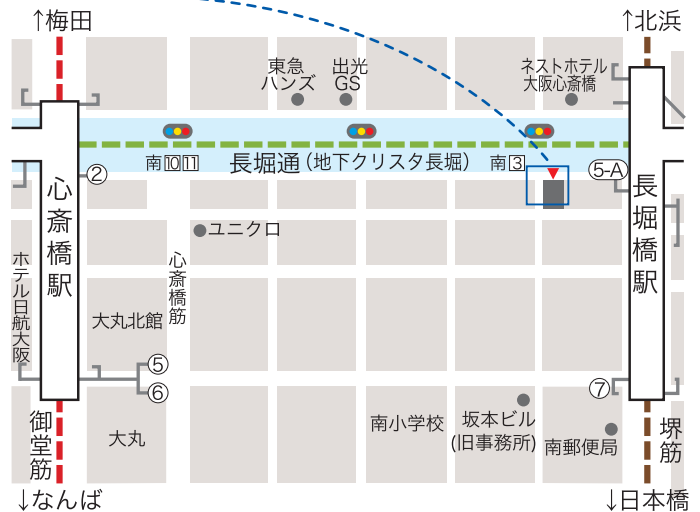 ↑梅田
↑北浜
東急
ハンズ
出光
GS
ネストホテル
大阪心斎橋
南10 11
長堀通(地下クリスタ長堀)
南3
②
5-A
心斎橋駅
長堀橋駅
ユニクロ
心斎橋筋
ホテル日航大阪
大丸北館
⑤
⑥
⑦
御堂筋
大丸
南小学校
坂本ビル
(旧事務所)
南郵便局
堺筋
↓なんば
↓日本橋